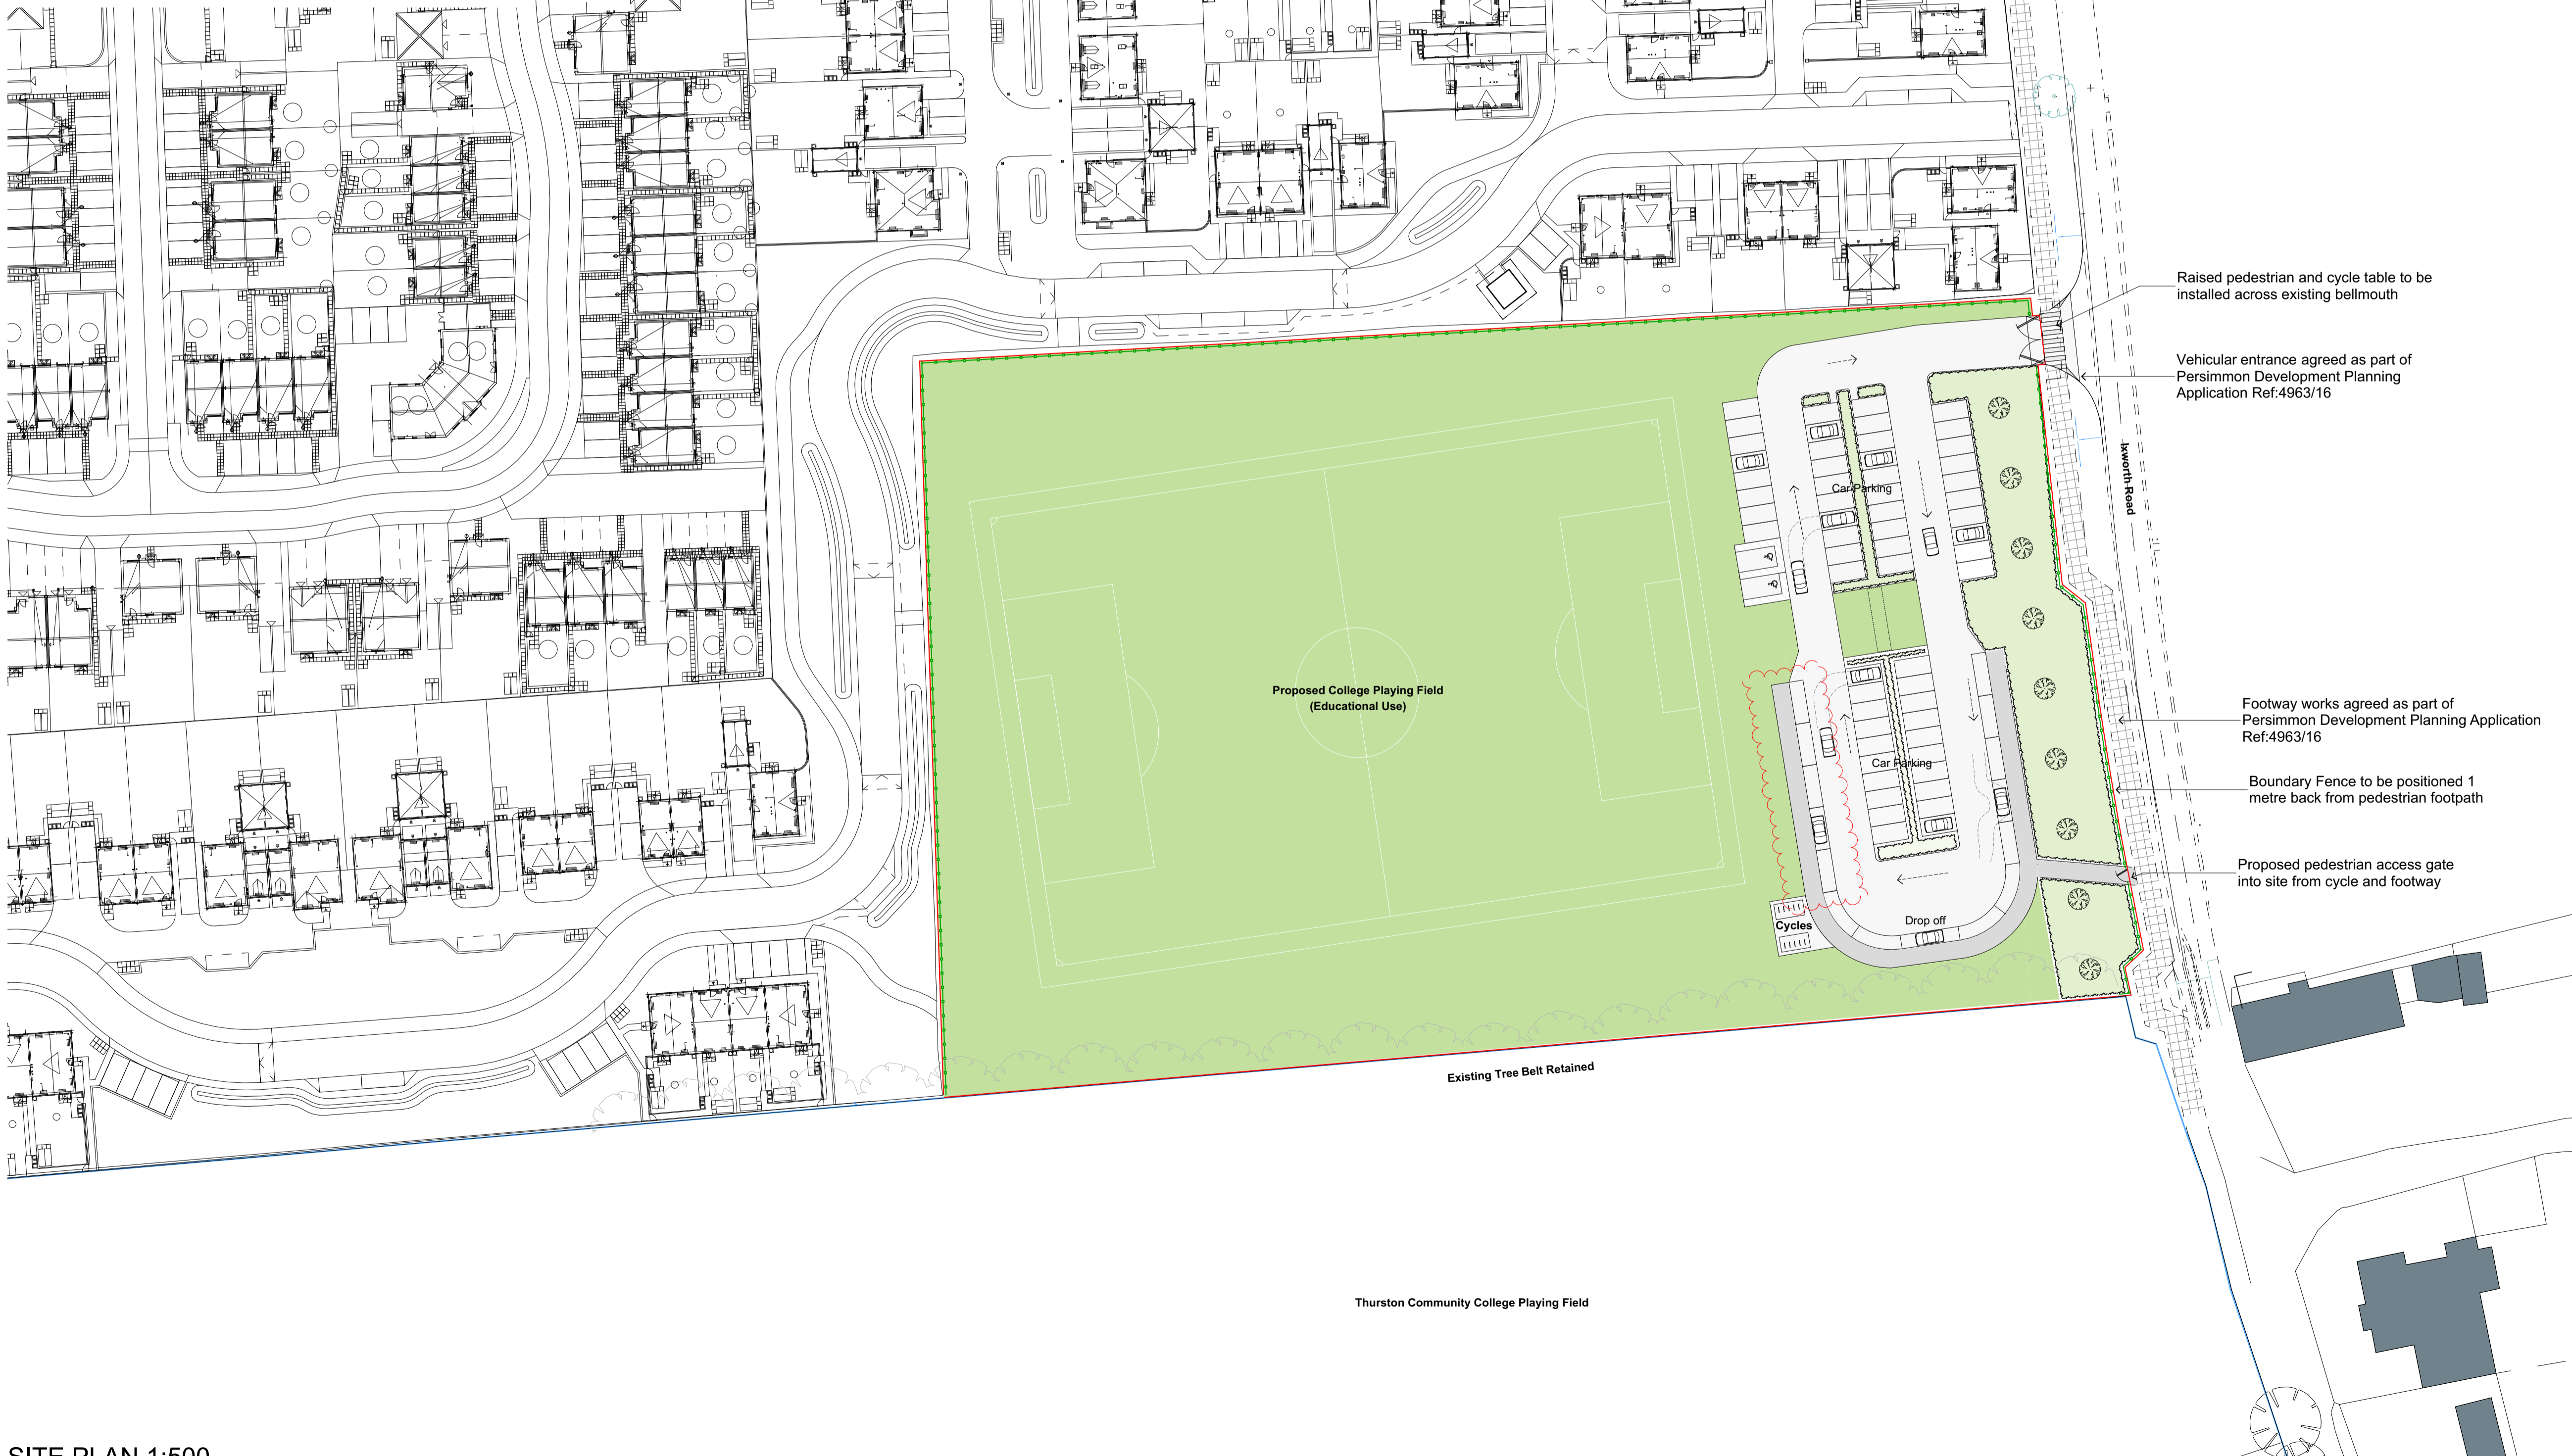 Raised pedestrian and cycle table to be
installed across existing bellmouth
Vehicular entrance agreed as part of
Persimmon Development Planning
Application Ref:4963/16
Ixworth Road
Car Parking
Proposed College Playing Field
(Educational Use)
Footway works agreed as part of
Persimmon Development Planning Application
Ref:4963/16
Car Parking
Boundary Fence to be positioned 1
metre back from pedestrian footpath
Proposed pedestrian access gate
into site from cycle and footway
Drop off
Cycles
Existing Tree Belt Retained
Thurston Community College Playing Field
SITE PLAN 1:500